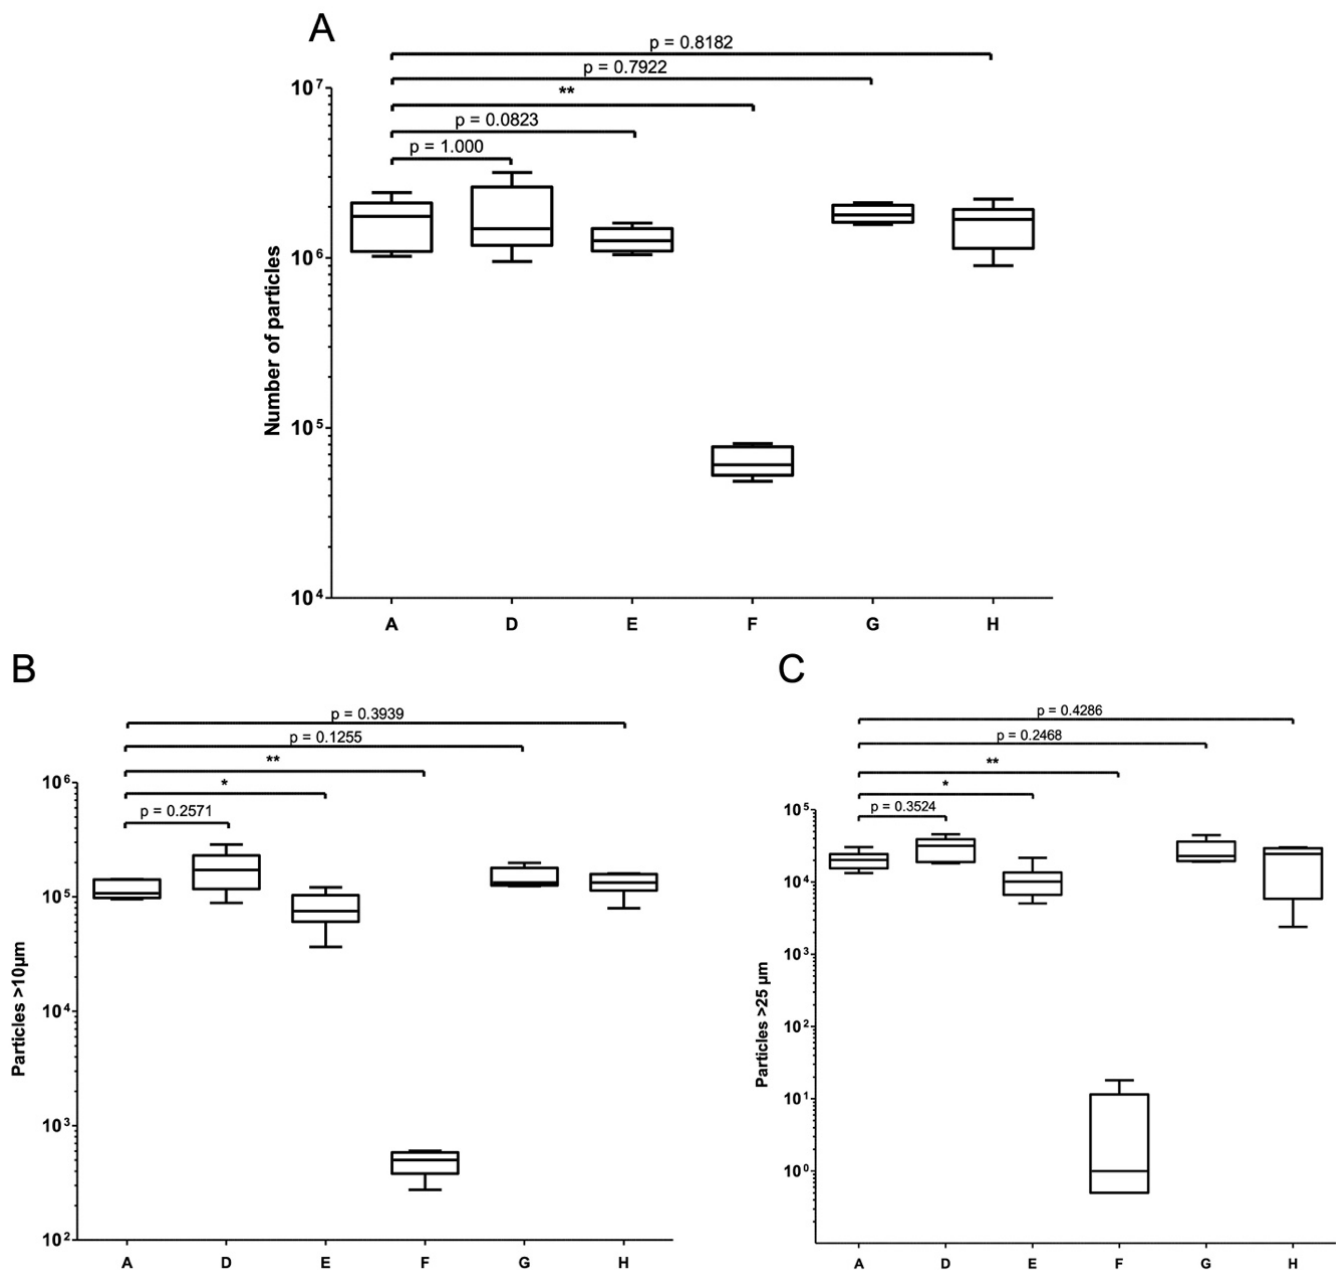 A
p = 0.8182
p = 0.7922
**
p = 0.0823
p = 1.000
10⁷
10⁶
10⁵
10⁴
Number of particles
A D E F G H
B
p = 0.3939
p = 0.1255
**
*
p = 0.2571
10⁶
10⁵
10⁴
10³
10²
Particles >10µm
A D E F G H
C
p = 0.4286
p = 0.2468
**
*
p = 0.3524
10⁵
10⁴
10³
10²
10¹
10⁰
Particles >25 µm
A D E F G H